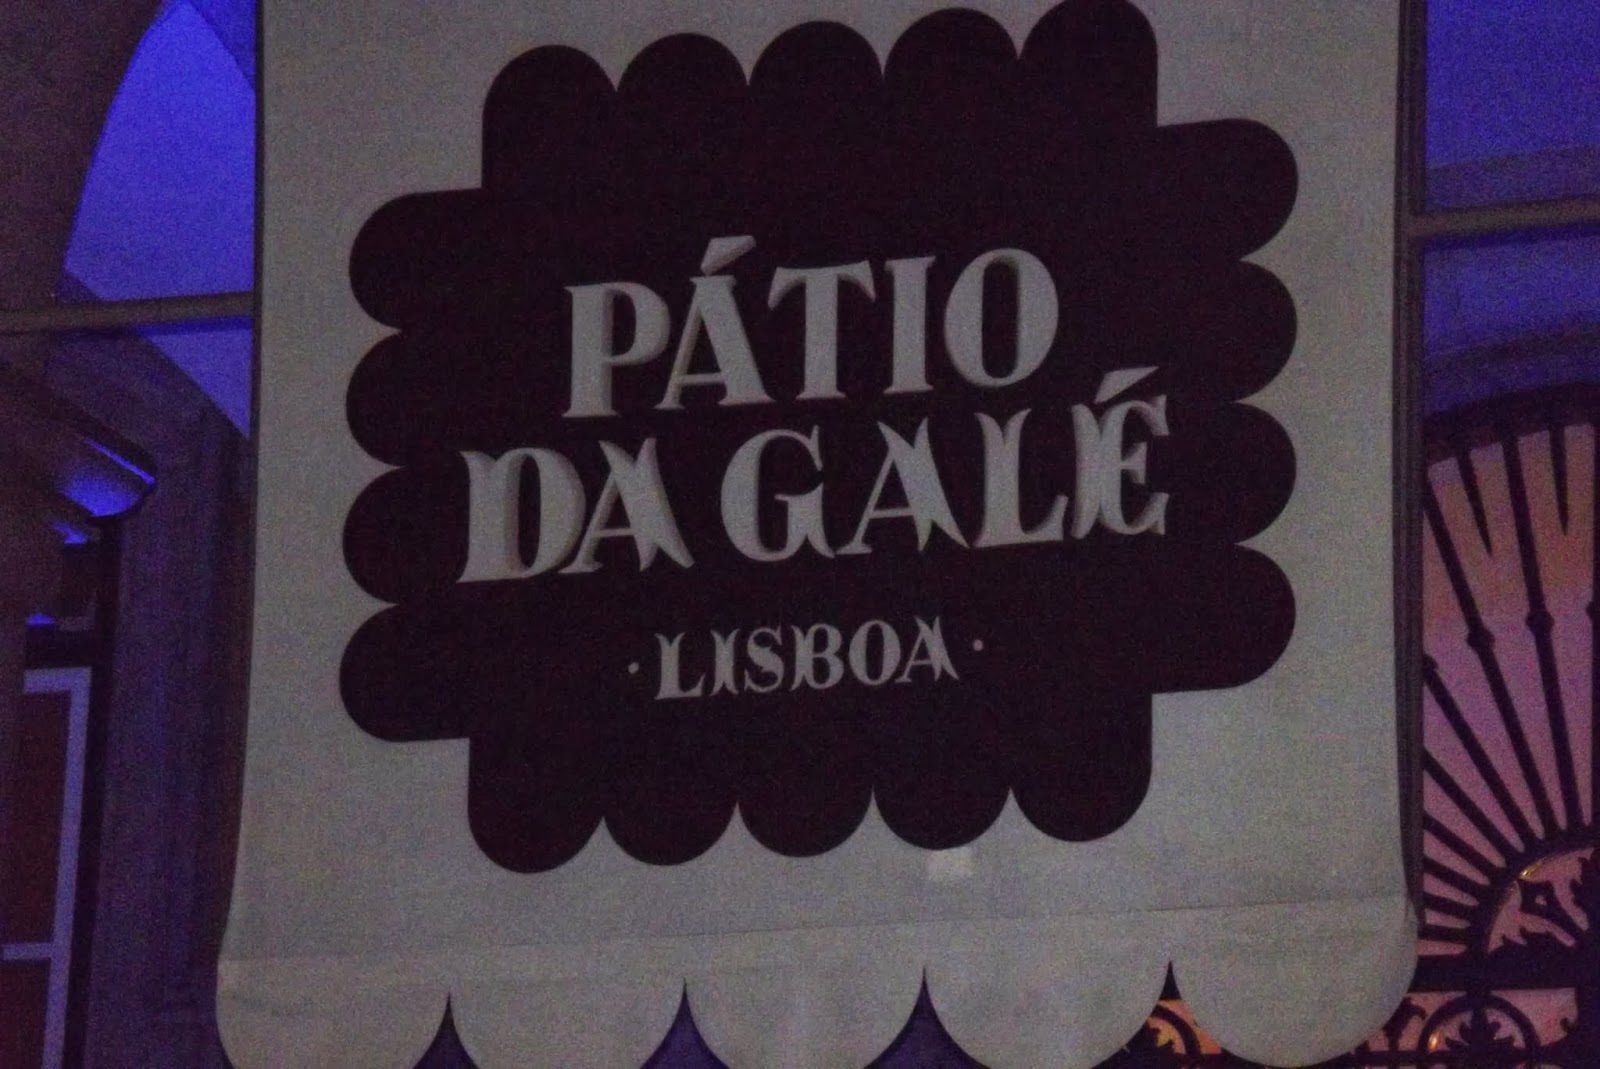 PÁTIO
DA GALÉ
· LISBOA ·